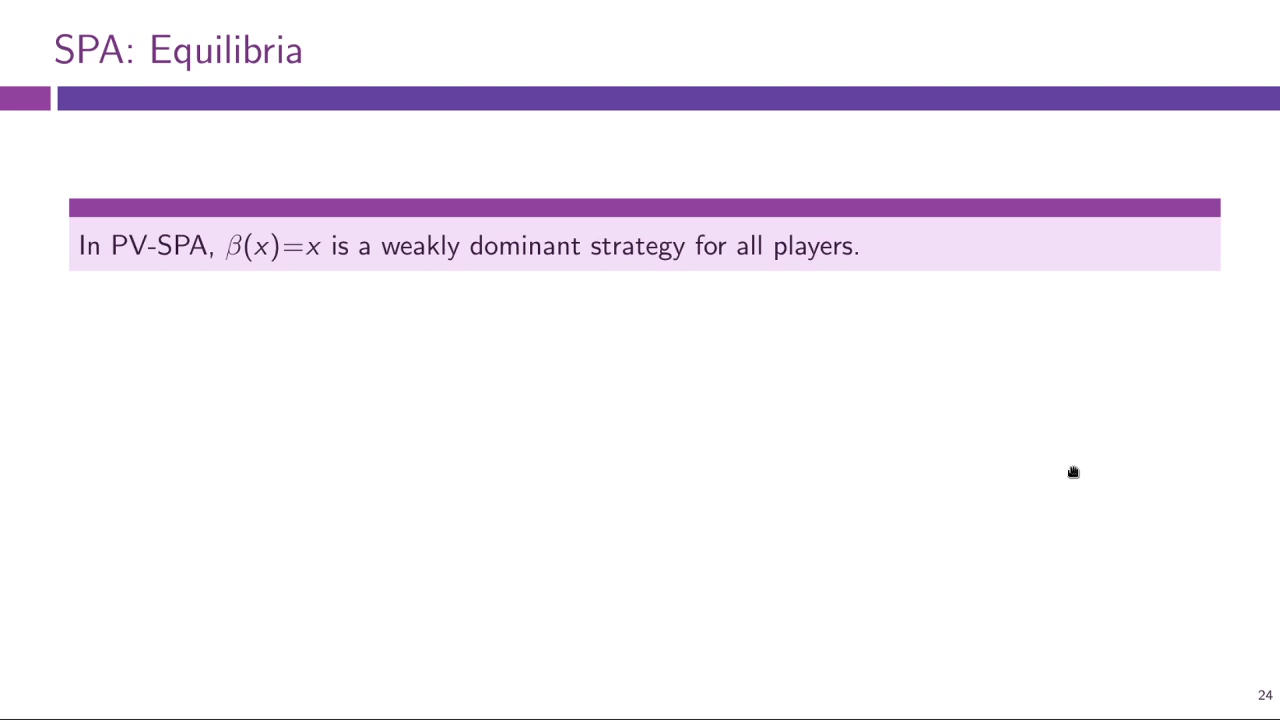 SPA: Equilibria
In PV-SPA, β(x)=x is a weakly dominant strategy for all players.
24